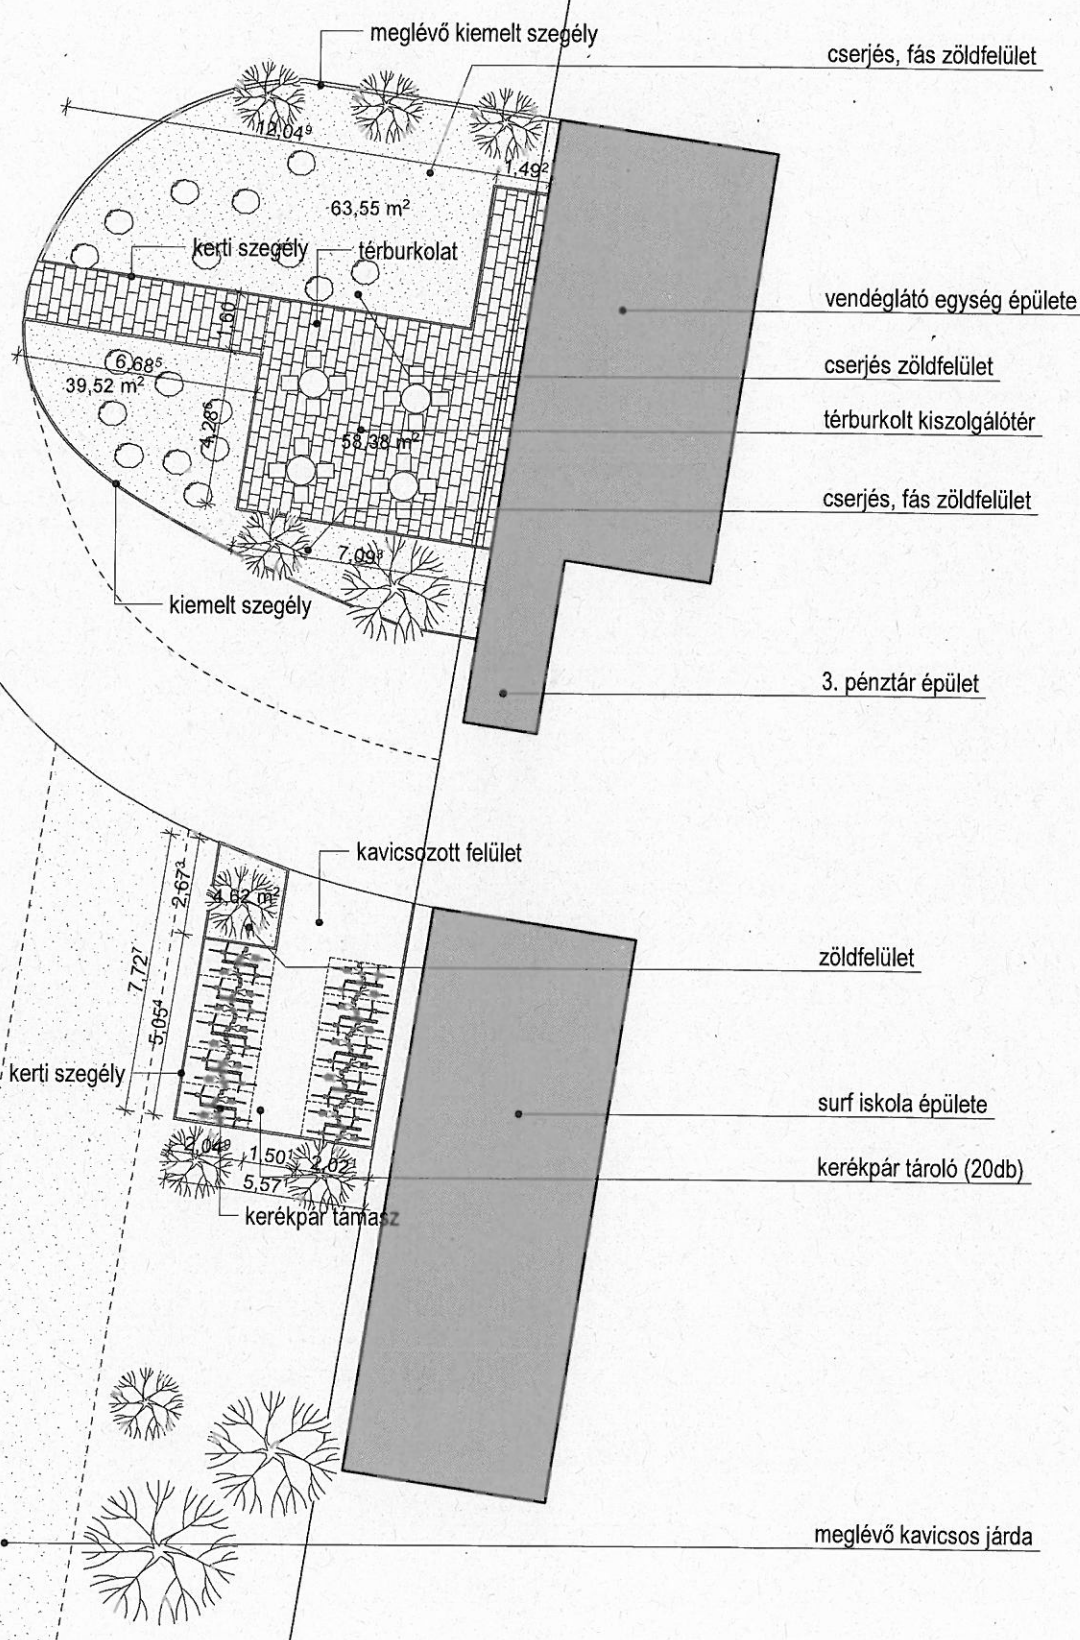 meglévő kiemelt szegély
cserjés, fás zöldfelület
12,04⁹
1,49²
63,55 m²
kerti szegély
térburkolat
vendéglátó egység épülete
1,60
6,68⁵
39,52 m²
cserjés zöldfelület
4,28⁶
58,38 m²
térburkolt kiszolgálótér
cserjés, fás zöldfelület
7,09³
kiemelt szegély
3. pénztár épület
kavicsozott felület
2,67³
4,62 m²
zöldfelület
7,72⁷
5,05⁴
kerti szegély
surf iskola épülete
2,04⁹
1,50¹
2,02¹
5,57¹
kerékpár tároló (20db)
kerékpár támasz
meglévő kavicsos járda